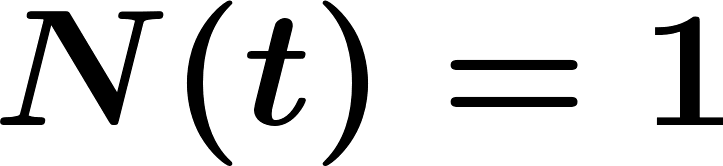 N(t) = 1